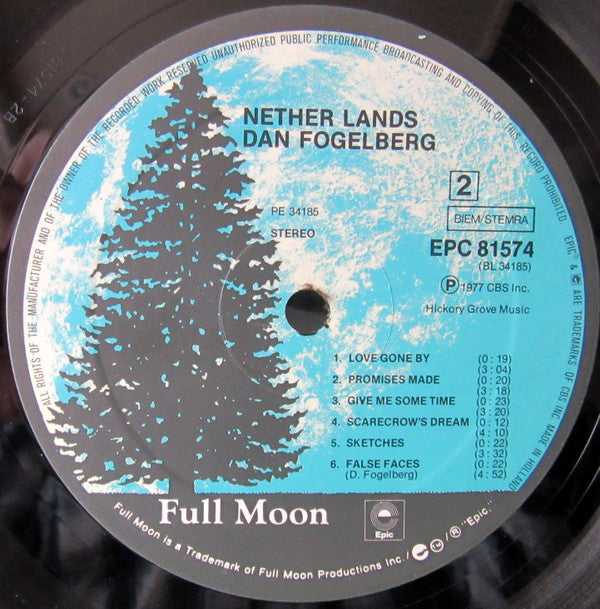 ALL RIGHTS OF THE MANUFACTURER AND OF THE OWNER OF THE RECORDED WORK RESERVED UNAUTHORIZED PUBLIC PERFORMANCE BROADCASTING AND COPYING OF THIS RECORD PROHIBITED EPIC® & ARE TRADEMARKS OF CBS INC. MADE IN HOLLAND
NETHER LANDS
DAN FOGELBERG
2
PE 34185
BIEM/STEMRA
STEREO
EPC 81574
(BL 34185)
℗ 1977 CBS Inc.
Hickory Grove Music
1. LOVE GONE BY (0 : 19)
(3 : 04)
2. PROMISES MADE (0 : 20)
(3 : 18)
3. GIVE ME SOME TIME (0 : 23)
(3 : 20)
4. SCARECROW'S DREAM (0 : 12)
(4 : 10)
5. SKETCHES (0 : 22)
(3 : 32)
6. FALSE FACES (0 : 22)
(D. Fogelberg) (4 : 52)
Full Moon
Epic
Full Moon is a Trademark of Full Moon Productions Inc./ e ™/® "Epic."